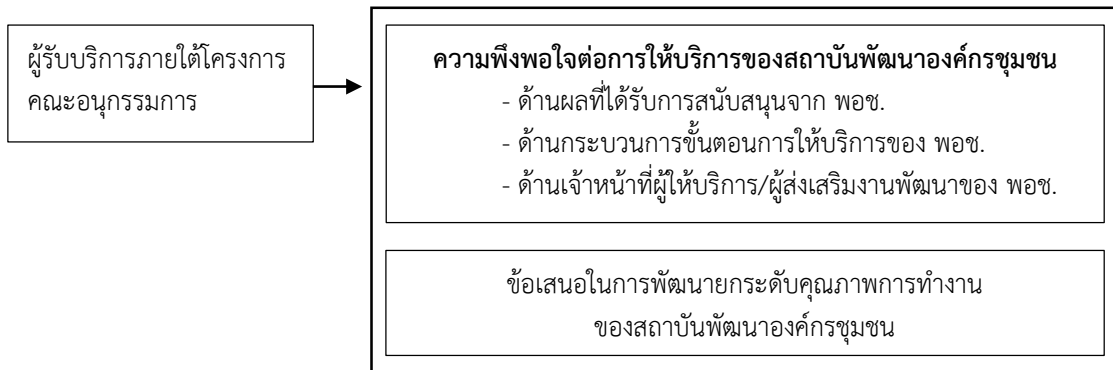 ผู้รับบริการภายใต้โครงการ
คณะอนุกรรมการ
ความพึงพอใจต่อการให้บริการของสถาบันพัฒนาองค์กรชุมชน
- ด้านผลที่ได้รับการสนับสนุนจาก พอช.
- ด้านกระบวนการขั้นตอนการให้บริการของ พอช.
- ด้านเจ้าหน้าที่ผู้ให้บริการ/ผู้ส่งเสริมงานพัฒนาของ พอช.
ข้อเสนอในการพัฒนายกระดับคุณภาพการทำงาน
ของสถาบันพัฒนาองค์กรชุมชน